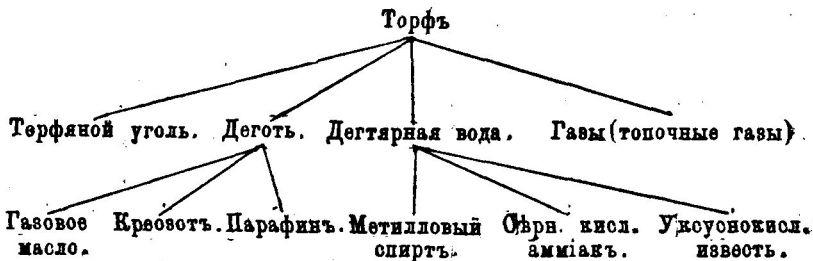 Торфъ
Торфяной уголь. Деготь. Дегтярная вода. Газы (топочные газы).
Газовое Креозотъ. Парафинъ. Метилловый Сѣрн. кисл. Уксуснокисл.
масло. спиртъ. амміакъ. известь.